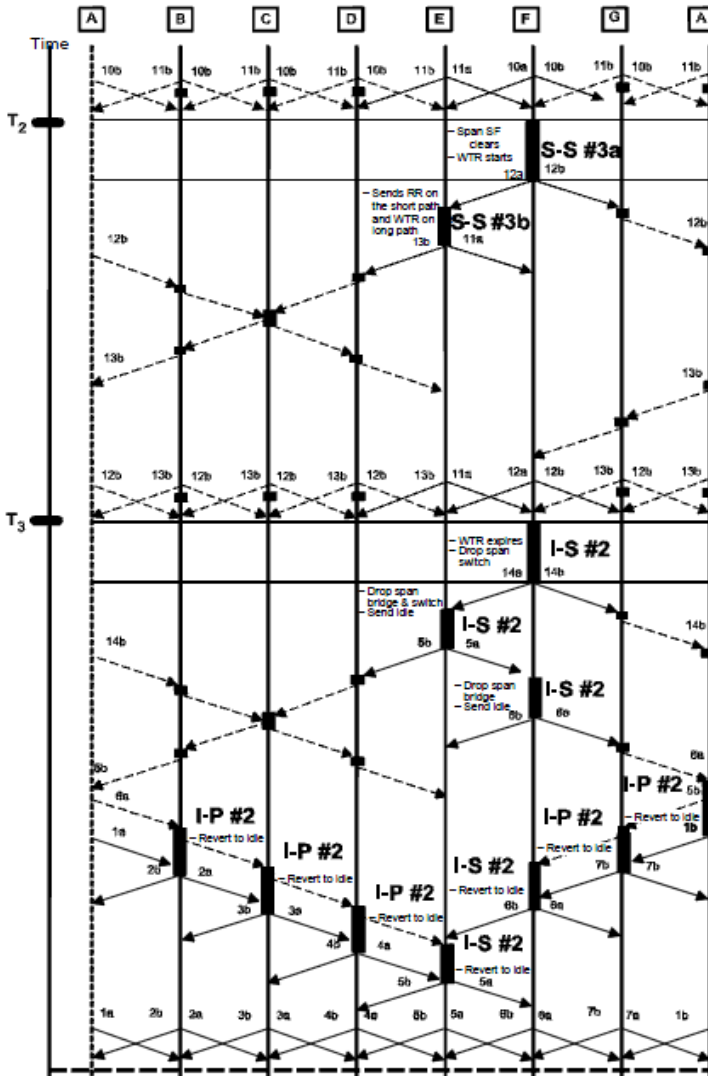 A B C D E F G A
Time
10b 11b 10b 11b 10b 11b 10b 11b 11a 10a 10b 11b 10b 11b
T2
– Span SF
clears
– WTR starts
S-S #3a
12a 12b
– Sends RR on
the short path
and WTR on
long path
S-S #3b
13b 11a
12b
12b
13b
13b
12b 13b 12b 13b 12b 13b 12b 13b 11a 12a 12b 13b 12b 13b
T3
– WTR expires
– Drop span
switch
I-S #2
14a 14b
– Drop span
bridge & switch
– Send Idle
I-S #2
5b 5a
14b
14b
– Drop span
bridge
– Send Idle
I-S #2
6b 6a
6a
5b
5b
6a
I-P #2
– Revert to Idle
1b
1a
I-P #2
– Revert to Idle
2b 2a
I-P #2
– Revert to Idle
7b 7b
I-P #2
– Revert to Idle
3b 3a
I-S #2
– Revert to Idle
6b 6a
I-P #2
– Revert to Idle
4b 4a
I-S #2
– Revert to Idle
5b 5a
1a 2b 2a 3b 3a 4b 4a 5b 5a 6b 6a 7b 7a 1b